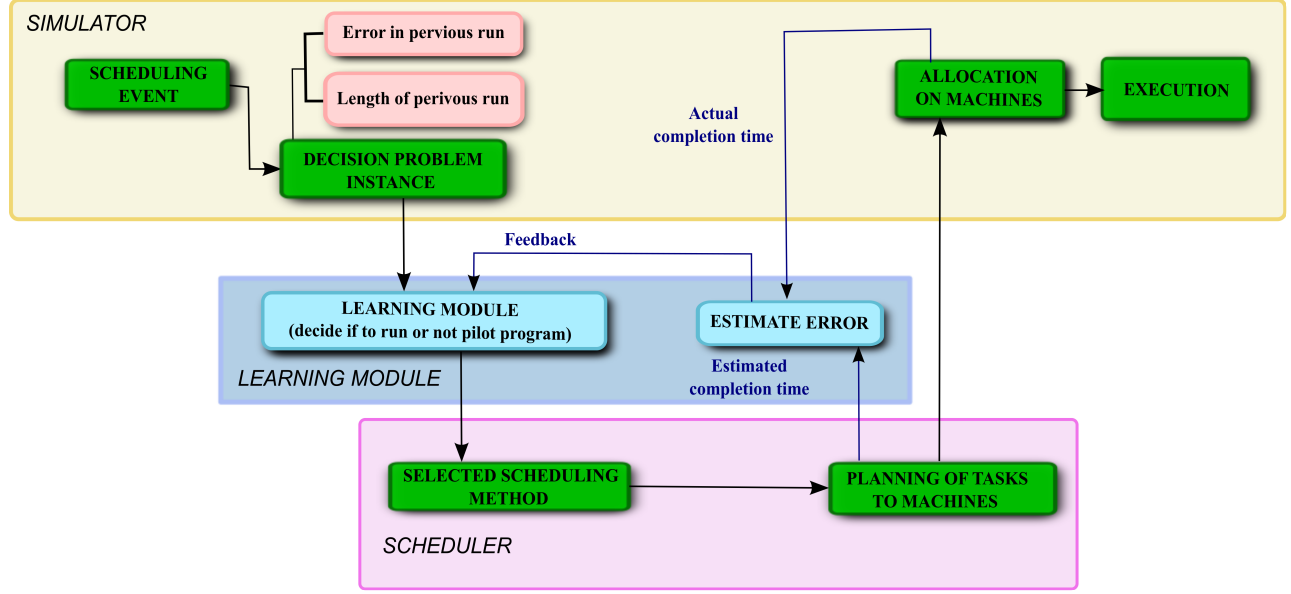 SIMULATOR
Error in pervious run
SCHEDULING
EVENT
Length of perivous run
ALLOCATION
ON MACHINES
EXECUTION
Actual
completion time
DECISION PROBLEM
INSTANCE
Feedback
LEARNING MODULE
(decide if to run or not pilot program)
ESTIMATE ERROR
LEARNING MODULE
Estimated
completion time
SELECTED SCHEDULING
METHOD
PLANNING OF TASKS
TO MACHINES
SCHEDULER